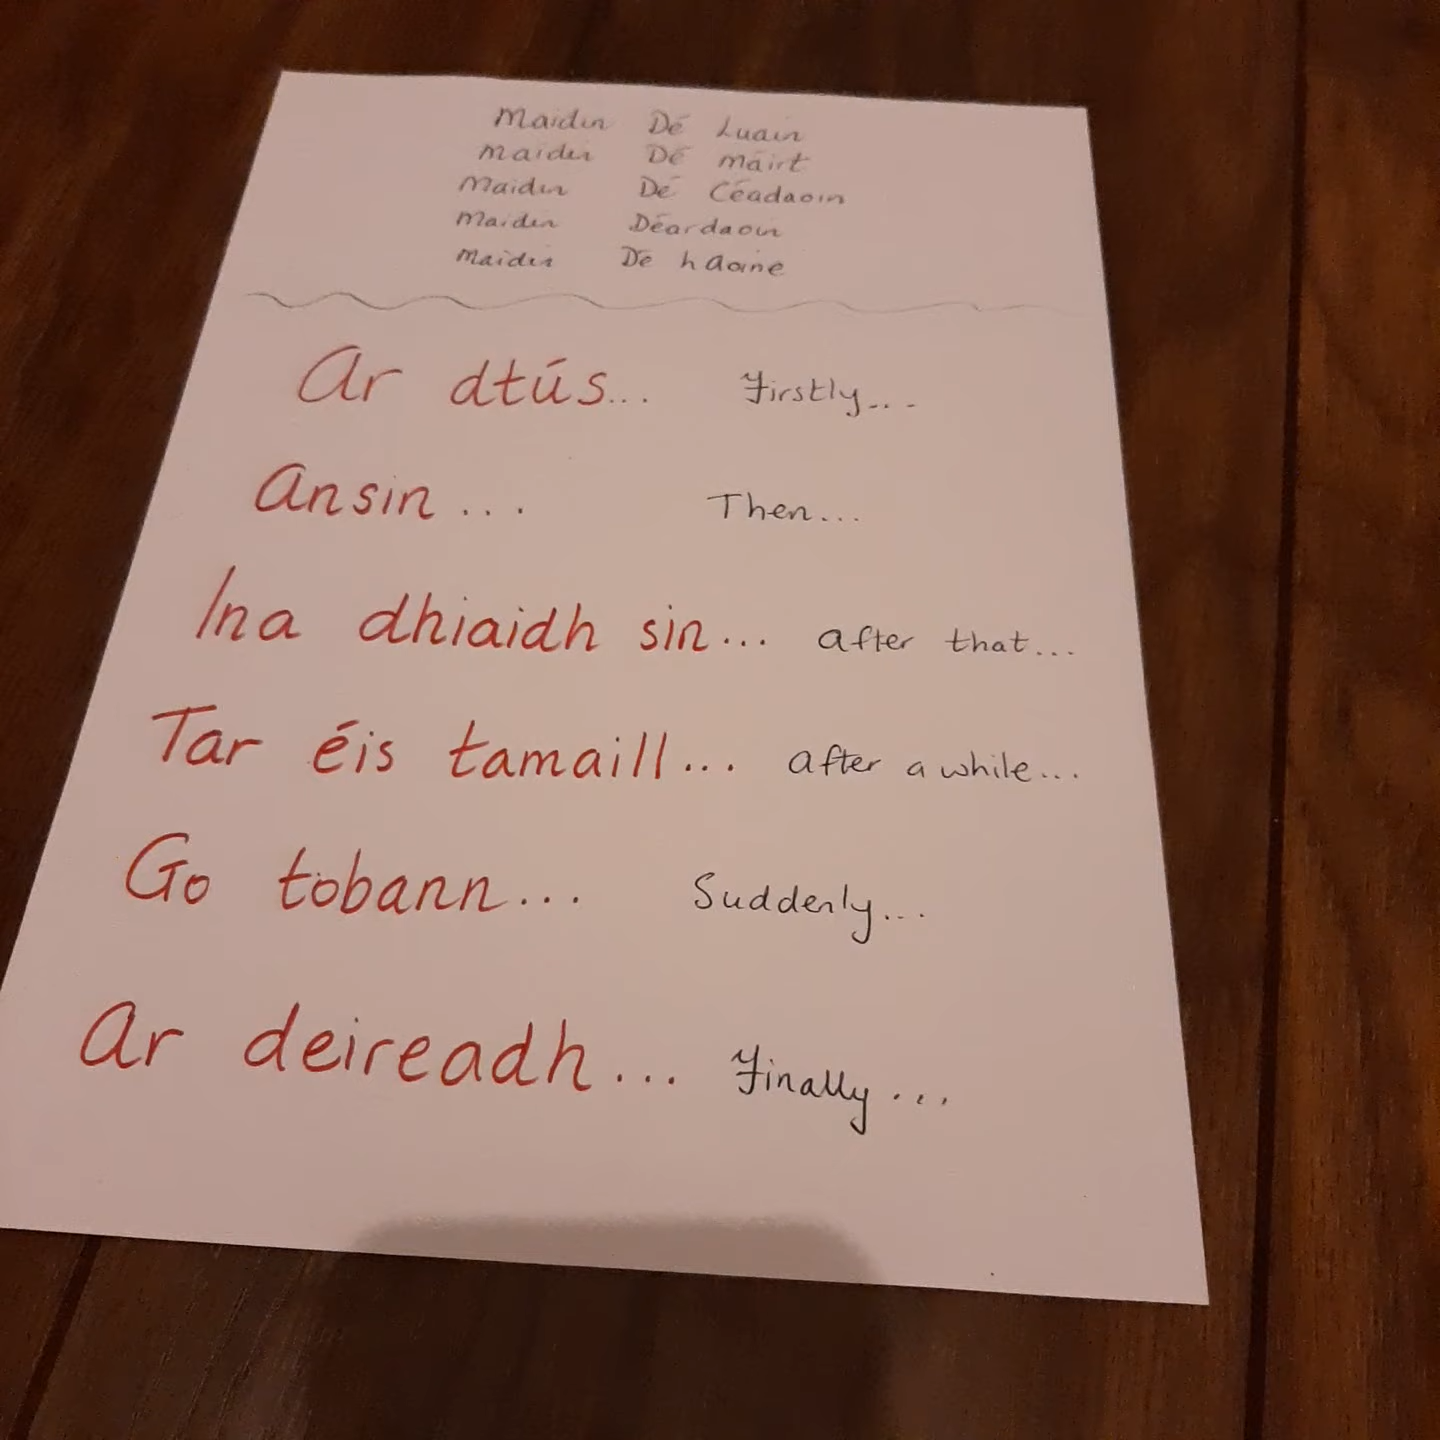 Maidin Dé Luain
Maidin Dé Máirt
Maidin Dé Céadaoin
Maidin Déardaoin
Maidin Dé hAoine
Ar dtús... Firstly...
Ansin... Then...
Ina dhiaidh sin... after that...
Tar éis tamaill... after a while...
Go tobann... Suddenly...
Ar deireadh... Finally...